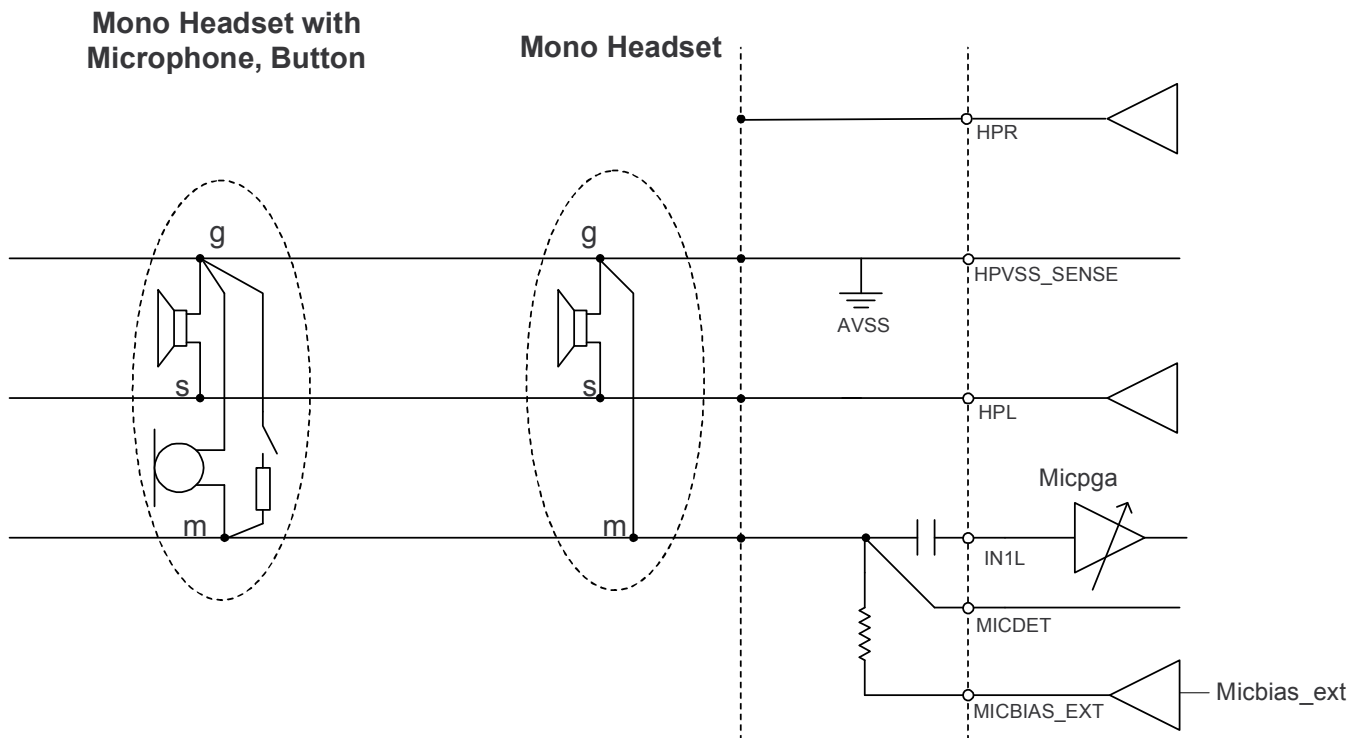 Mono Headset with
Microphone, Button
Mono Headset
HPR
g
g
HPVSS_SENSE
AVSS
s
s
HPL
Micpga
m
m
IN1L
MICDET
MICBIAS_EXT
Micbias_ext